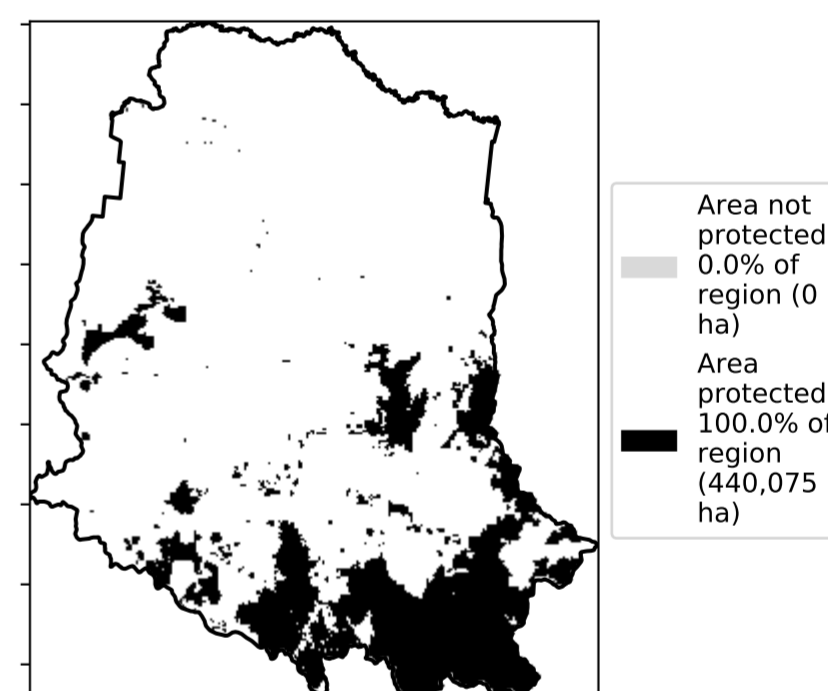 Area not
protected
0.0% of
region (0
ha)
Area
protected
100.0% of
region
(440,075
ha)